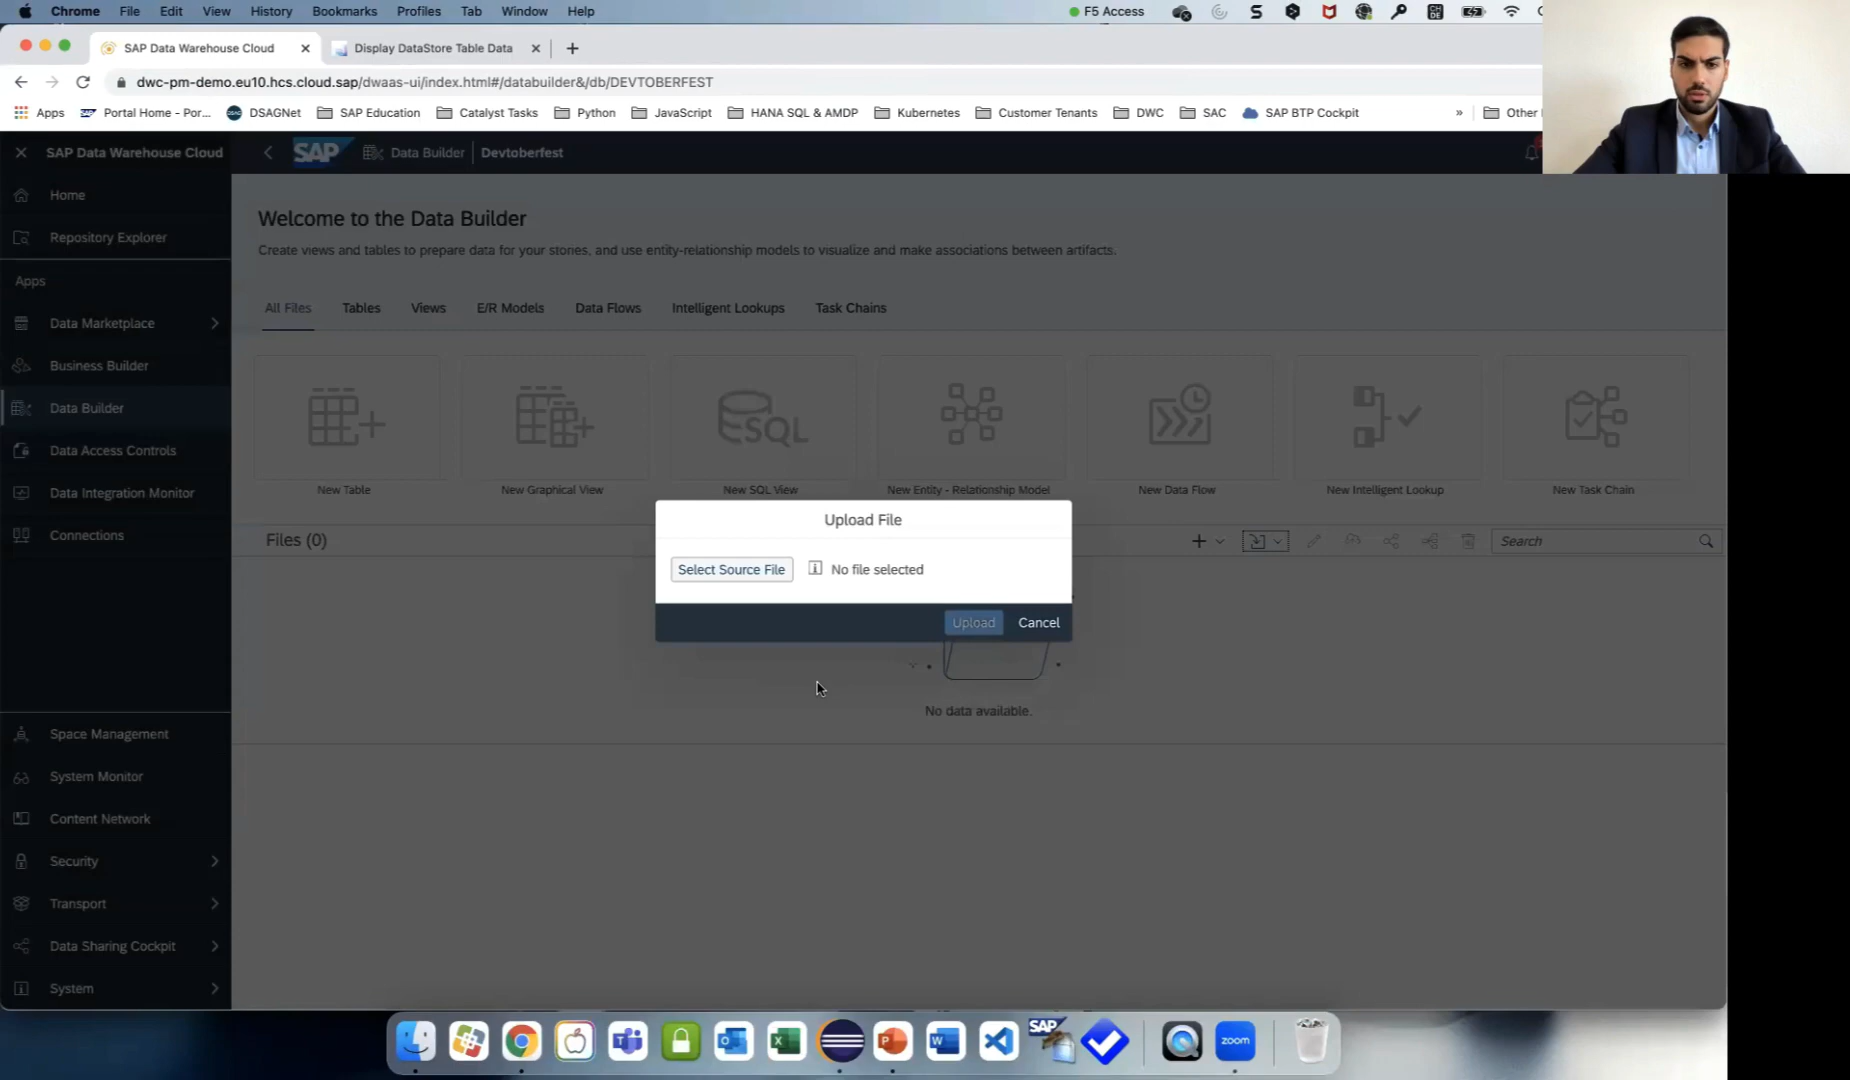 Chrome File Edit View History Bookmarks Profiles Tab Window Help F5 Access
SAP Data Warehouse Cloud Display DataStore Table Data
dwc-pm-demo.eu10.hcs.cloud.sap/dwaas-ui/index.html#/databuilder&/db/DEVTOBERFEST
Apps Portal Home - Por... DSAGNet SAP Education Catalyst Tasks Python JavaScript HANA SQL & AMDP Kubernetes Customer Tenants DWC SAC SAP BTP Cockpit » Other
SAP Data Warehouse Cloud SAP Data Builder Devtoberfest
Home
Repository Explorer
Apps
Data Marketplace
Business Builder
Data Builder
Data Access Controls
Data Integration Monitor
Connections
Space Management
System Monitor
Content Network
Security
Transport
Data Sharing Cockpit
System
Welcome to the Data Builder
Create views and tables to prepare data for your stories, and use entity-relationship models to visualize and make associations between artifacts.
All Files Tables Views E/R Models Data Flows Intelligent Lookups Task Chains
SQL
New Table New Graphical View New SQL View New Entity - Relationship Model New Data Flow New Intelligent Lookup New Task Chain
Files (0) Search
Upload File
Select Source File No file selected
Upload Cancel
No data available.
SAP
zoom